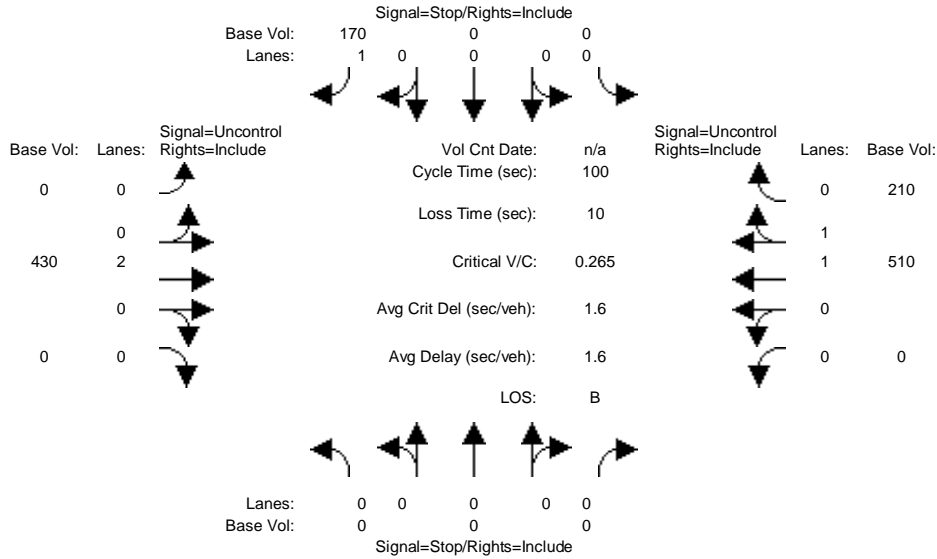 Signal=Stop/Rights=Include
Base Vol: 170 0 0
Lanes: 1 0 0 0 0
Signal=Uncontrol
Rights=Include
Base Vol: Lanes:
Vol Cnt Date: n/a
Signal=Uncontrol
Rights=Include
Lanes: Base Vol:
Cycle Time (sec): 100
0 0
0 210
Loss Time (sec): 10
0
1
430 2
Critical V/C: 0.265
1 510
0
Avg Crit Del (sec/veh): 1.6
0
0 0
Avg Delay (sec/veh): 1.6
0 0
LOS: B
Lanes: 0 0 0 0 0
Base Vol: 0 0 0
Signal=Stop/Rights=Include